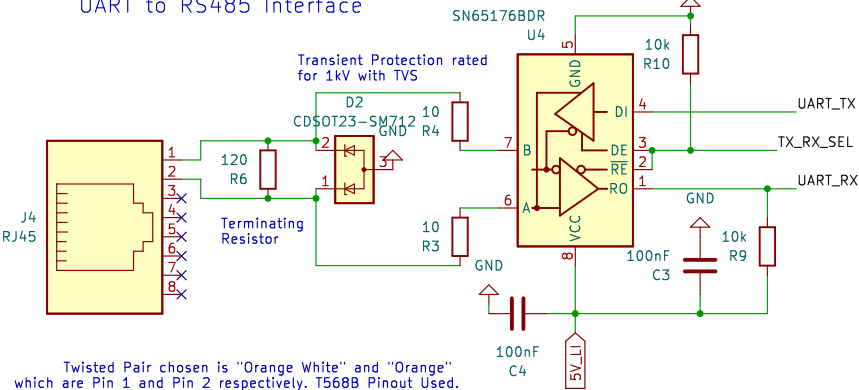 UART to RS485 Interface
SN65176BDR
U4
Transient Protection rated
for 1kV with TVS
D2
CDSOT23-SM712
GND
2
3
1
10
R4
10
R3
120
R6
Terminating
Resistor
J4
RJ45
1
2
3
4
5
6
7
8
5
GND
7
B
6
A
DI
4
DE
3
RE
2
RO
1
VCC
8
10k
R10
UART_TX
TX_RX_SEL
UART_RX
GND
100nF
C3
10k
R9
GND
100nF
C4
5V_LI
Twisted Pair chosen is "Orange White" and "Orange"
which are Pin 1 and Pin 2 respectively. T568B Pinout Used.